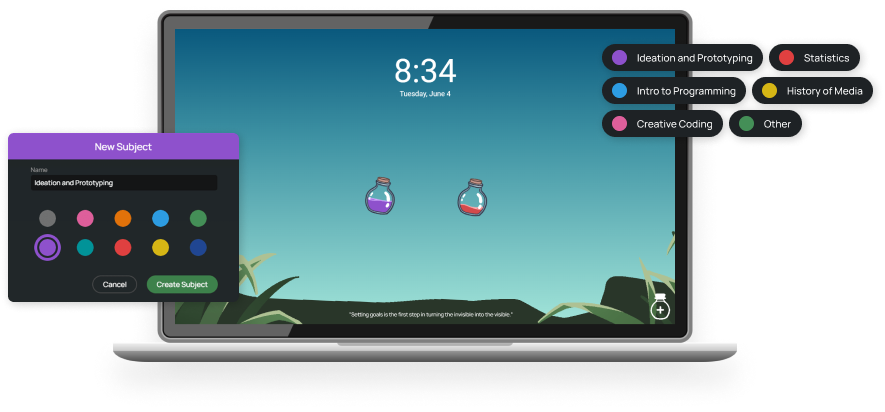 8:34
Tuesday, June 4
Ideation and Prototyping
Statistics
Intro to Programming
History of Media
Creative Coding
Other
New Subject
Name
Ideation and Prototyping
Cancel
Create Subject
"Setting goals is the first step in turning the invisible into the visible."